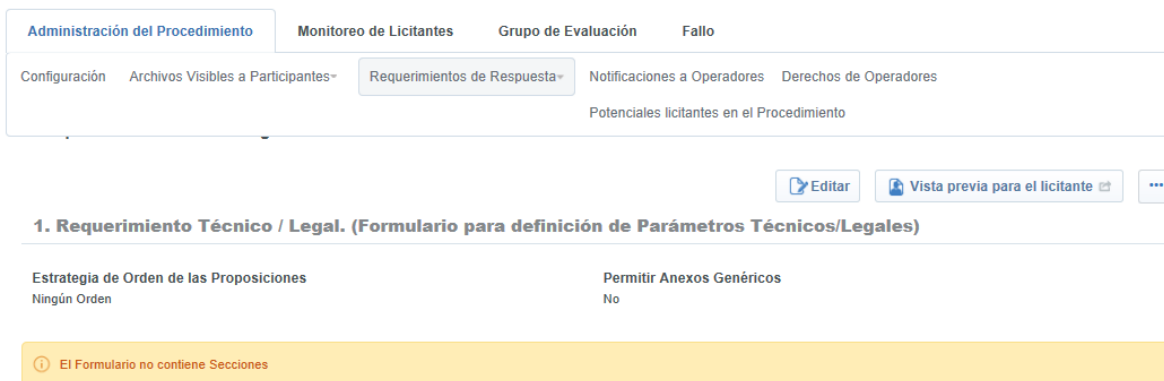 Administración del Procedimiento Monitoreo de Licitantes Grupo de Evaluación Fallo
Configuración Archivos Visibles a Participantes Requerimientos de Respuesta Notificaciones a Operadores Derechos de Operadores
Potenciales licitantes en el Procedimiento
Editar Vista previa para el licitante ...
1. Requerimiento Técnico / Legal. (Formulario para definición de Parámetros Técnicos/Legales)
Estrategia de Orden de las Proposiciones Permitir Anexos Genéricos
Ningún Orden No
El Formulario no contiene Secciones